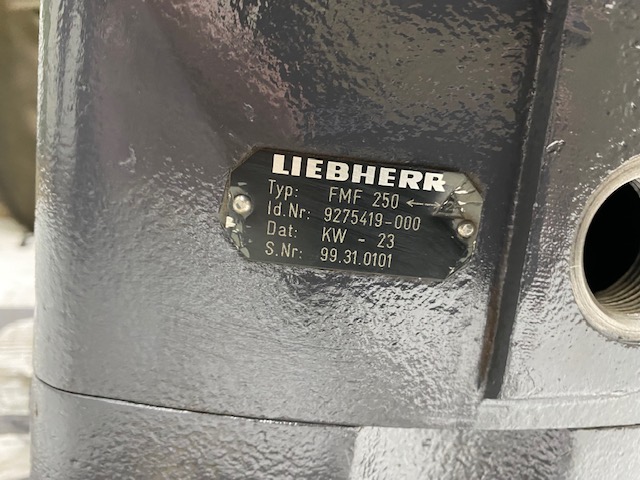 LIEBHERR
Typ: FMF 250
Id.Nr: 9275419-000
Dat: KW - 23
S.Nr: 99.31.0101